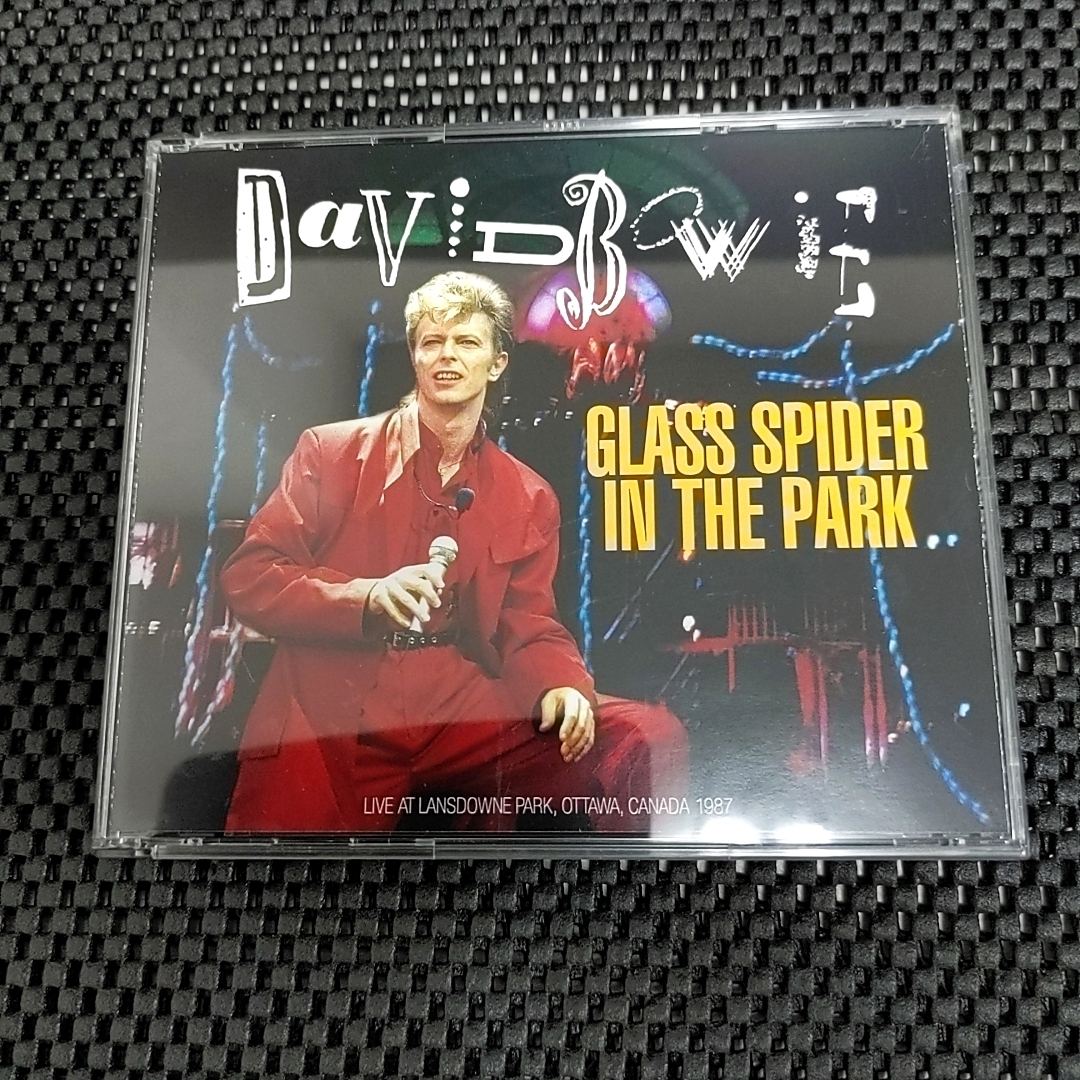 DaViD BowiE
GLASS SPIDER
IN THE PARK
LIVE AT LANSDOWNE PARK, OTTAWA, CANADA 1987